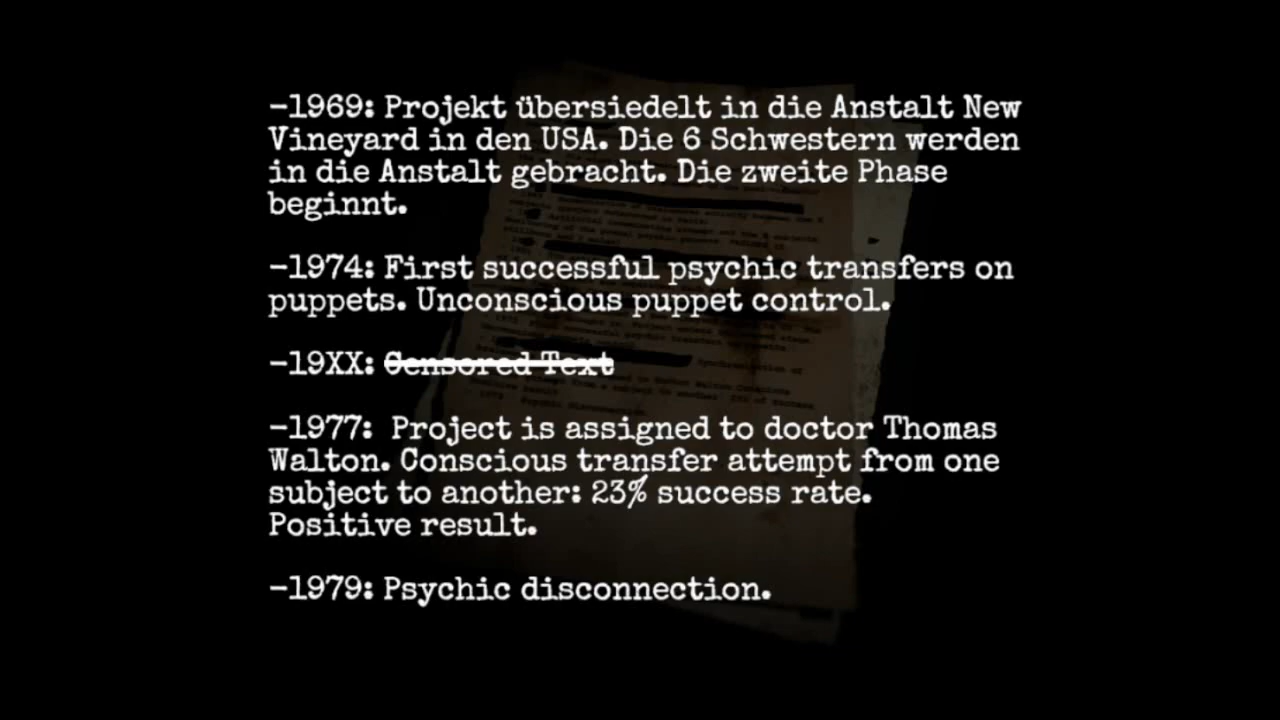 -1969: Projekt übersiedelt in die Anstalt New
Vineyard in den USA. Die 6 Schwestern werden
in die Anstalt gebracht. Die zweite Phase
beginnt.
-1974: First successful psychic transfers on
puppets. Unconscious puppet control.
-19XX: Censored Text
-1977:  Project is assigned to doctor Thomas
Walton. Conscious transfer attempt from one
subject to another: 23% success rate.
Positive result.
-1979: Psychic disconnection.